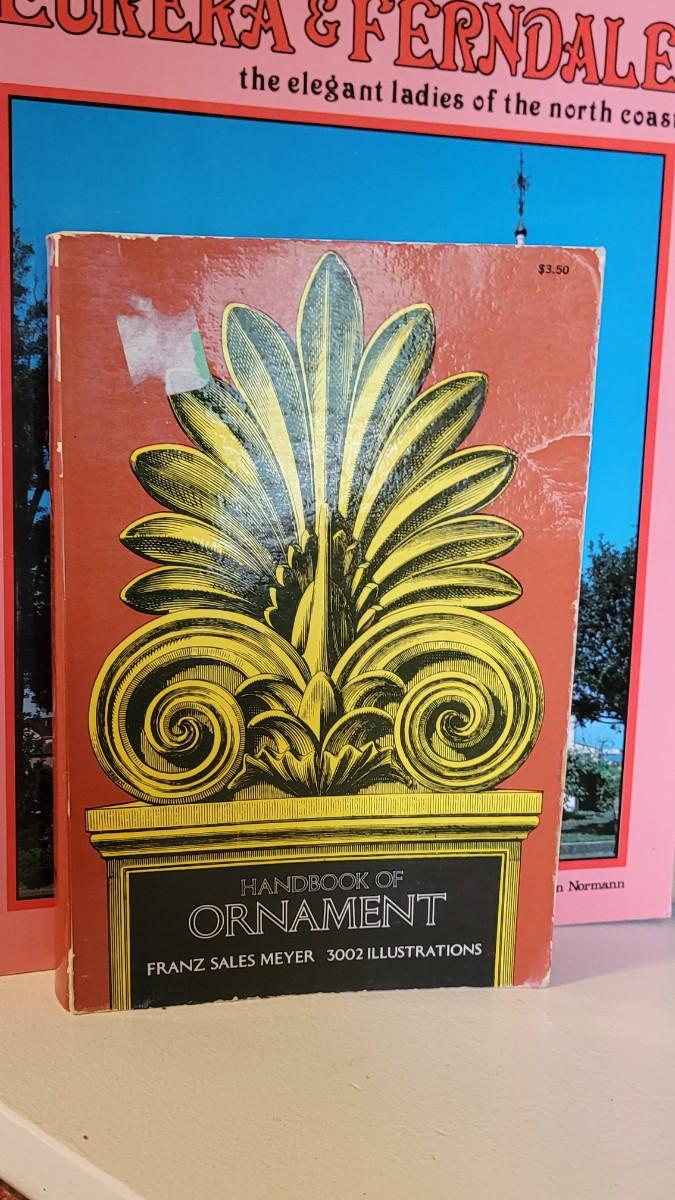 EUREKA & FERNDALE
the elegant ladies of the north coast
$3.50
HANDBOOK OF
ORNAMENT
FRANZ SALES MEYER 3002 ILLUSTRATIONS
Normann